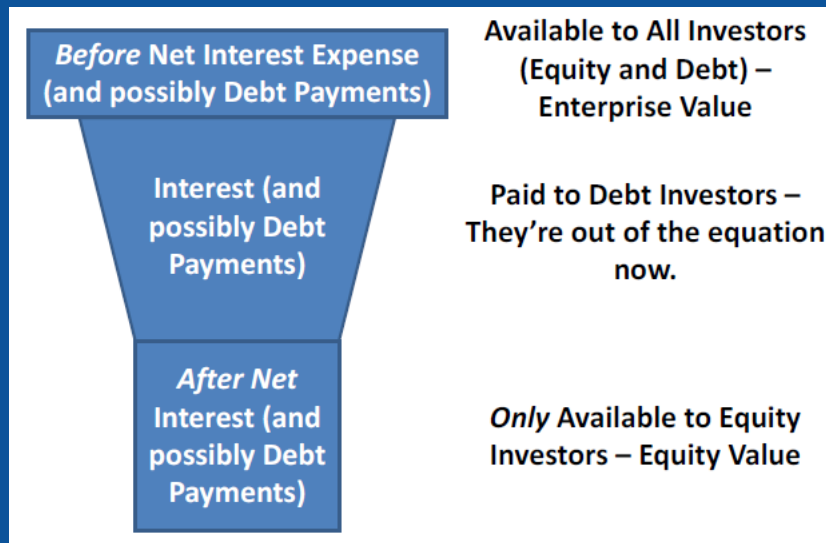 Before Net Interest Expense
(and possibly Debt Payments)
Available to All Investors
(Equity and Debt) –
Enterprise Value
Interest (and
possibly Debt
Payments)
Paid to Debt Investors –
They’re out of the equation
now.
After Net
Interest (and
possibly Debt
Payments)
Only Available to Equity
Investors – Equity Value